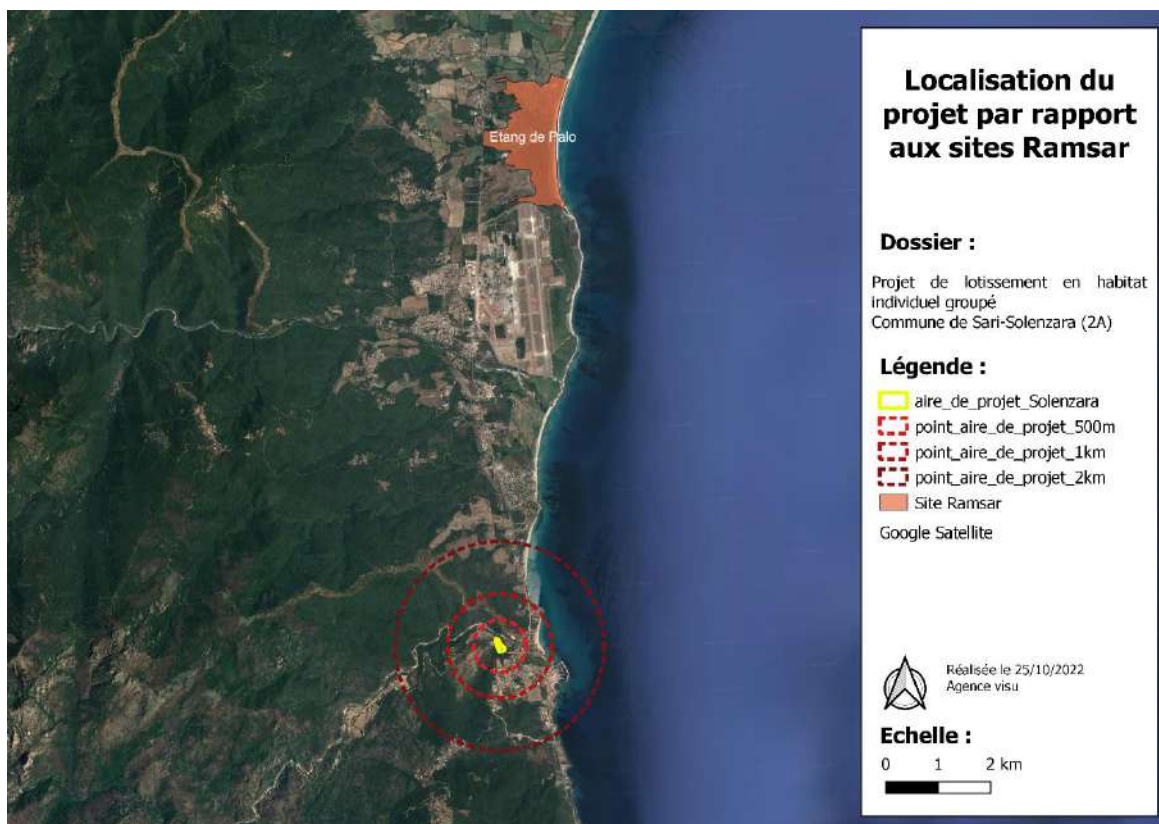 Etang de Palo
Localisation du
projet par rapport
aux sites Ramsar
Dossier :
Projet de lotissement en habitat
individuel groupé
Commune de Sari-Solenzara (2A)
Légende :
aire_de_projet_Solenzara
point_aire_de_projet_500m
point_aire_de_projet_1km
point_aire_de_projet_2km
Site Ramsar
Google Satellite
Réalisée le 25/10/2022
Agence visu
Echelle :
0 1 2 km